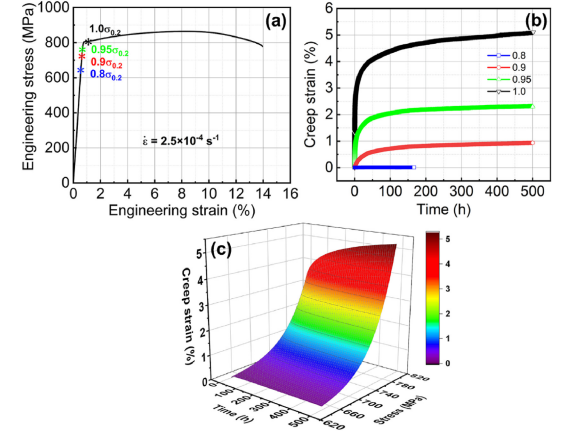 (a)
1.0σ0.2
0.95σ0.2
0.9σ0.2
0.8σ0.2
ε̇ = 2.5×10-4 s-1
Engineering stress (MPa)
1000
800
600
400
200
0
0 2 4 6 8 10 12 14 16
Engineering strain (%)
(b)
0.8
0.9
0.95
1.0
Creep strain (%)
6
5
4
3
2
1
0
0 100 200 300 400 500
Time (h)
(c)
Creep strain (%)
5
4
3
2
1
0
0
100
200
300
400
500
Time (h)
620
660
700
740
780
820
Stress (MPa)
5
4
3
2
1
0